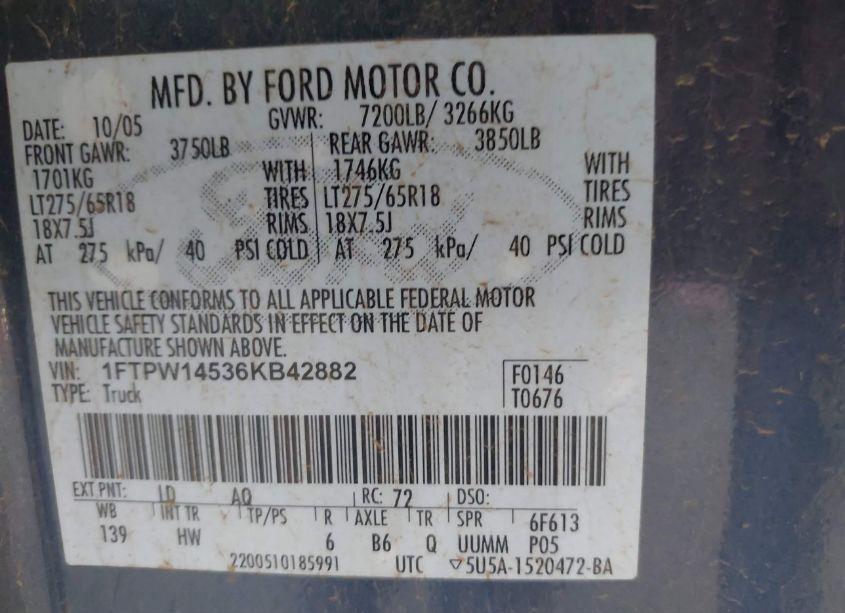 MFD. BY FORD MOTOR CO.
DATE: 10/05 GVWR: 7200LB/ 3266KG
FRONT GAWR: 3750LB REAR GAWR: 3850LB
1701KG WITH 1746KG WITH
LT275/65R18 TIRES LT275/65R18 TIRES
18X7.5J RIMS 18X7.5J RIMS
AT 275 kPa/ 40 PSI COLD AT 275 kPa/ 40 PSI COLD
THIS VEHICLE CONFORMS TO ALL APPLICABLE FEDERAL MOTOR
VEHICLE SAFETY STANDARDS IN EFFECT ON THE DATE OF
MANUFACTURE SHOWN ABOVE.
VIN: 1FTPW14536KB42882 F0146
TYPE: Truck T0676
EXT PNT: LD AQ RC: 72 DSO:
WB INT TR TP/PS R AXLE TR SPR 6F613
139 HW 6 B6 Q UUMM P05
2200510185991 UTC ▽5U5A-1520472-BA